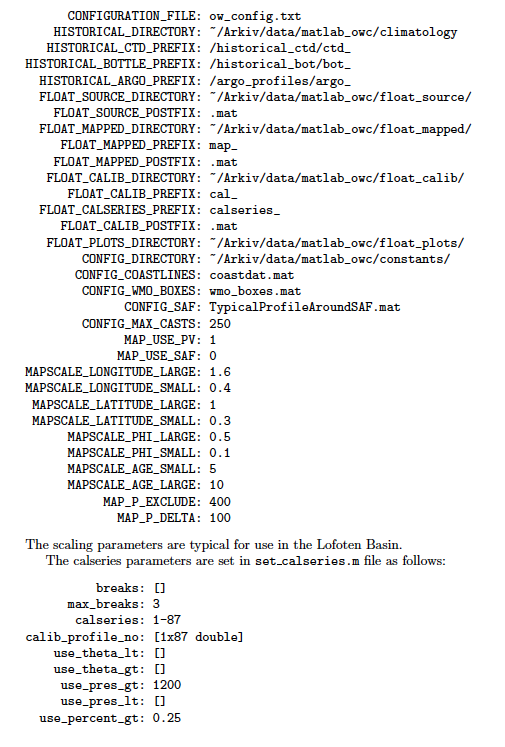 CONFIGURATION_FILE: ow_config.txt
HISTORICAL_DIRECTORY: ~/Arkiv/data/matlab_owc/climatology
HISTORICAL_CTD_PREFIX: /historical_ctd/ctd_
HISTORICAL_BOTTLE_PREFIX: /historical_bot/bot_
HISTORICAL_ARGO_PREFIX: /argo_profiles/argo_
FLOAT_SOURCE_DIRECTORY: ~/Arkiv/data/matlab_owc/float_source/
FLOAT_SOURCE_POSTFIX: .mat
FLOAT_MAPPED_DIRECTORY: ~/Arkiv/data/matlab_owc/float_mapped/
FLOAT_MAPPED_PREFIX: map_
FLOAT_MAPPED_POSTFIX: .mat
FLOAT_CALIB_DIRECTORY: ~/Arkiv/data/matlab_owc/float_calib/
FLOAT_CALIB_PREFIX: cal_
FLOAT_CALSERIES_PREFIX: calseries_
FLOAT_CALIB_POSTFIX: .mat
FLOAT_PLOTS_DIRECTORY: ~/Arkiv/data/matlab_owc/float_plots/
CONFIG_DIRECTORY: ~/Arkiv/data/matlab_owc/constants/
CONFIG_COASTLINES: coastdat.mat
CONFIG_WMO_BOXES: wmo_boxes.mat
CONFIG_SAF: TypicalProfileAroundSAF.mat
CONFIG_MAX_CASTS: 250
MAP_USE_PV: 1
MAP_USE_SAF: 0
MAPSCALE_LONGITUDE_LARGE: 1.6
MAPSCALE_LONGITUDE_SMALL: 0.4
MAPSCALE_LATITUDE_LARGE: 1
MAPSCALE_LATITUDE_SMALL: 0.3
MAPSCALE_PHI_LARGE: 0.5
MAPSCALE_PHI_SMALL: 0.1
MAPSCALE_AGE_SMALL: 5
MAPSCALE_AGE_LARGE: 10
MAP_P_EXCLUDE: 400
MAP_P_DELTA: 100
The scaling parameters are typical for use in the Lofoten Basin.
The calseries parameters are set in set_calseries.m file as follows:
breaks: []
max_breaks: 3
calseries: 1-87
calib_profile_no: [1x87 double]
use_theta_lt: []
use_theta_gt: []
use_pres_gt: 1200
use_pres_lt: []
use_percent_gt: 0.25